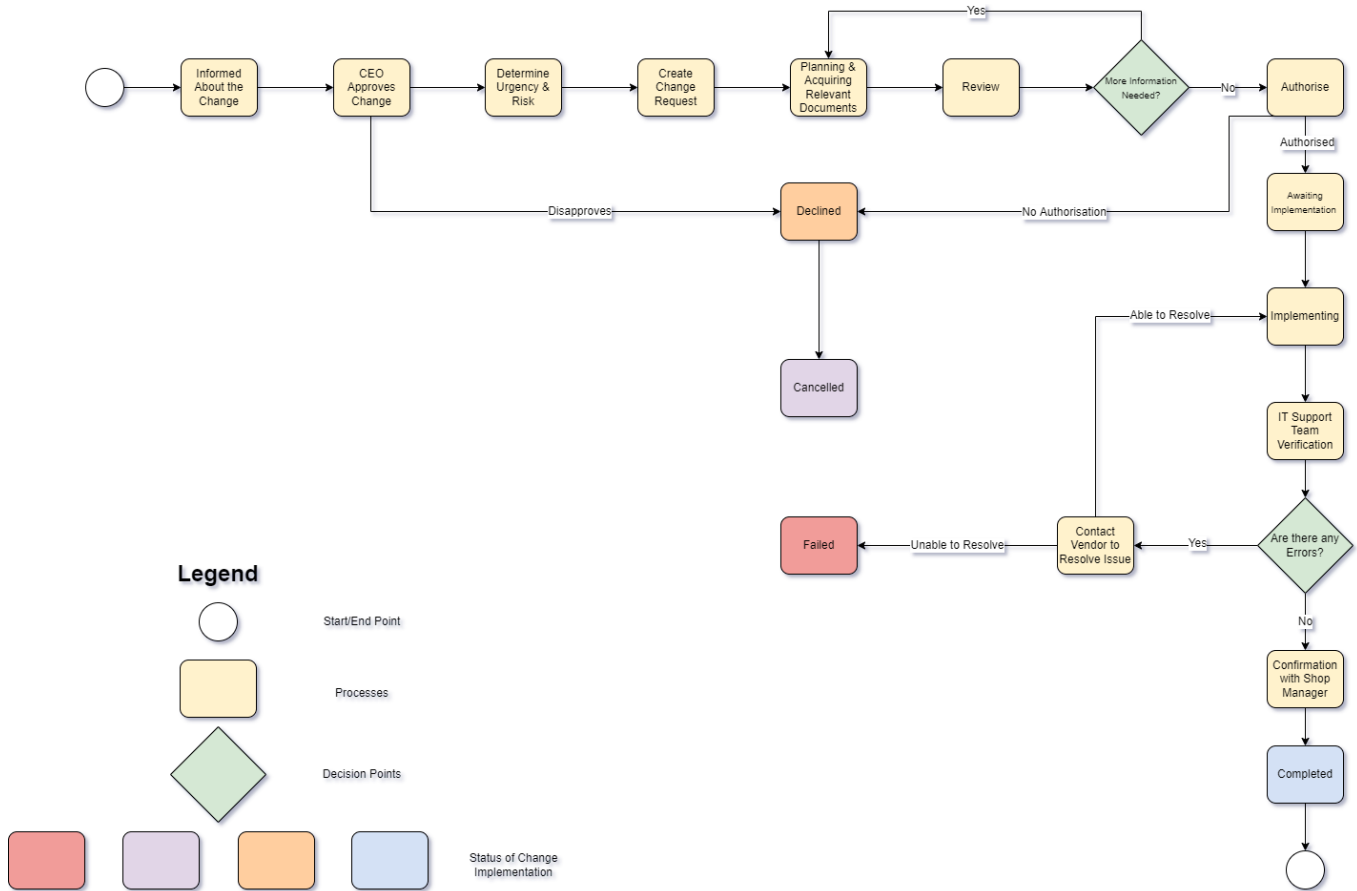 Yes
Informed
About the
Change
CEO
Approves
Change
Determine
Urgency &
Risk
Create
Change
Request
Planning &
Acquiring
Relevant
Documents
Review
More Information
Needed?
No
Authorise
Authorised
Disapproves
Declined
No Authorisation
Awaiting
Implementation
Able to Resolve
Implementing
Cancelled
IT Support
Team
Verification
Failed
Unable to Resolve
Contact
Vendor to
Resolve Issue
Yes
Are there any
Errors?
No
Confirmation
with Shop
Manager
Completed
Legend
Start/End Point
Processes
Decision Points
Status of Change
Implementation